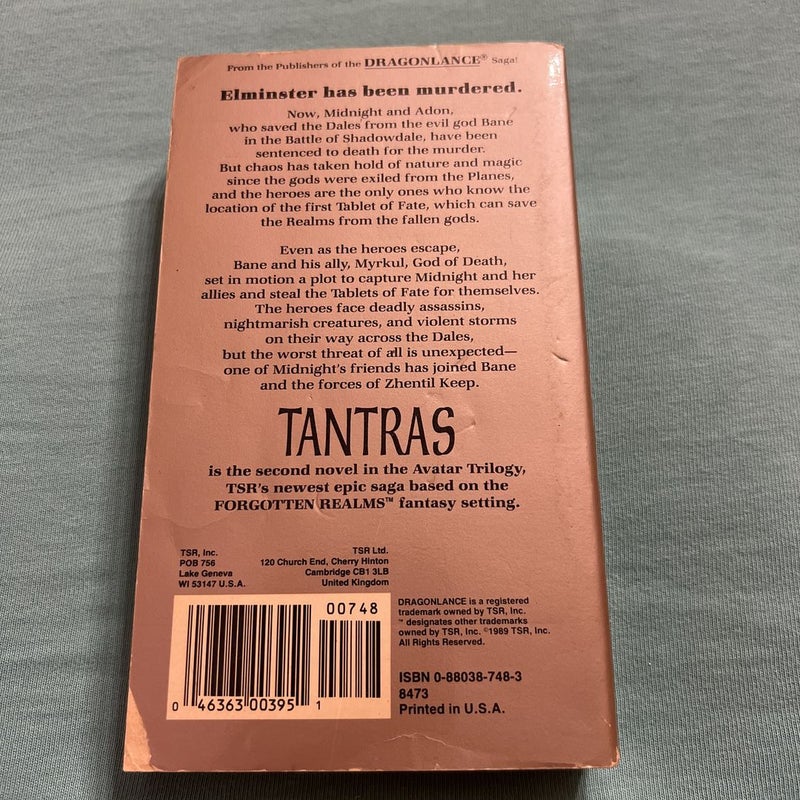 From the Publishers of the DRAGONLANCE® Saga!
Elminster has been murdered.
Now, Midnight and Adon,
who saved the Dales from the evil god Bane
in the Battle of Shadowdale, have been
sentenced to death for the murder.
But chaos has taken hold of nature and magic
since the gods were exiled from the Planes,
and the heroes are the only ones who know the
location of the first Tablet of Fate, which can save
the Realms from the fallen gods.
Even as the heroes escape,
Bane and his ally, Myrkul, God of Death,
set in motion a plot to capture Midnight and her
allies and steal the Tablets of Fate for themselves.
The heroes face deadly assassins,
nightmarish creatures, and violent storms
on their way across the Dales,
but the worst threat of all is unexpected—
one of Midnight's friends has joined Bane
and the forces of Zhentil Keep.
TANTRAS
is the second novel in the Avatar Trilogy,
TSR's newest epic saga based on the
FORGOTTEN REALMS™ fantasy setting.
TSR, Inc.
POB 756
Lake Geneva
WI 53147 U.S.A.
TSR Ltd.
120 Church End, Cherry Hinton
Cambridge CB1 3LB
United Kingdom
00748
0 46363 00395 1
DRAGONLANCE is a registered
trademark owned by TSR, Inc.
™ designates other trademarks
owned by TSR, Inc. ©1989 TSR, Inc.
All Rights Reserved.
ISBN 0-88038-748-3
8473
Printed in U.S.A.